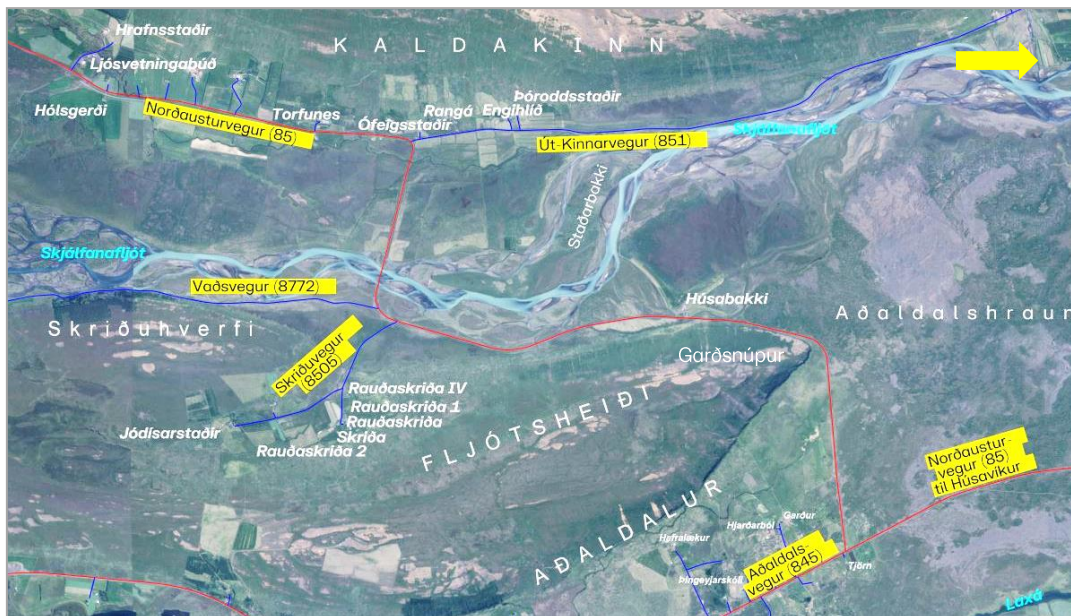 Hrafnsstaðir
KALDAKINN
Ljósvetningabúð
Hólsgerði
Norðausturvegur (85)
Torfunes
Ófeigsstaðir
Rangá
Engihlíð
Þóroddsstaðir
Út-Kinnarvegur (851)
Skjálfanafljót
Staðarbakki
Skjálfanafljót
Vaðsvegur (8772)
Skriðuhverfi
Húsabakki
Aðaldalshraun
Garðsnúpur
Skriðuvegur
(8505)
Rauðaskriða IV
Rauðaskriða 1
Rauðaskriða
Skriða
Jódísarstaðir
Rauðaskriða 2
FLJÓTSHEIÐI
Norðaustur-
vegur (85)
til Húsavíkur
AÐALDALUR
Garður
Hjarðarból
Hafralækur
Aðaldals-
vegur (845)
Tjörn
Þingeyjarskóli
Laxá